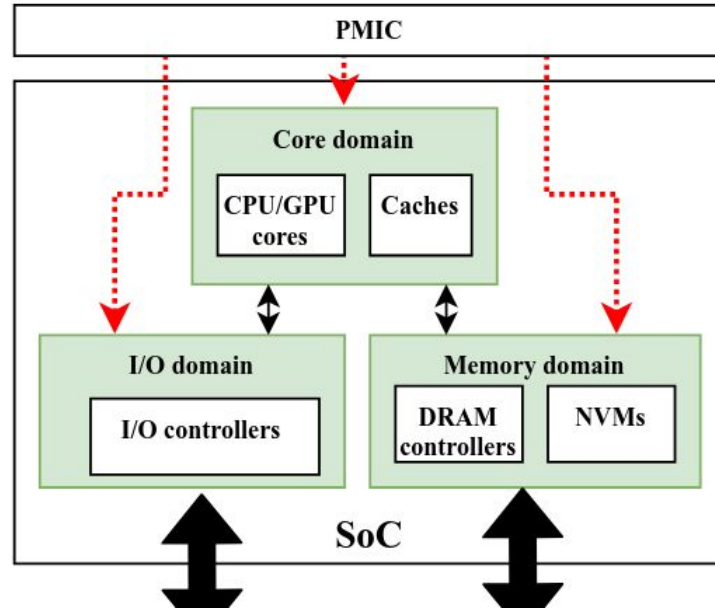 PMIC
Core domain
CPU/GPU
cores
Caches
I/O domain
I/O controllers
Memory domain
DRAM
controllers
NVMs
SoC